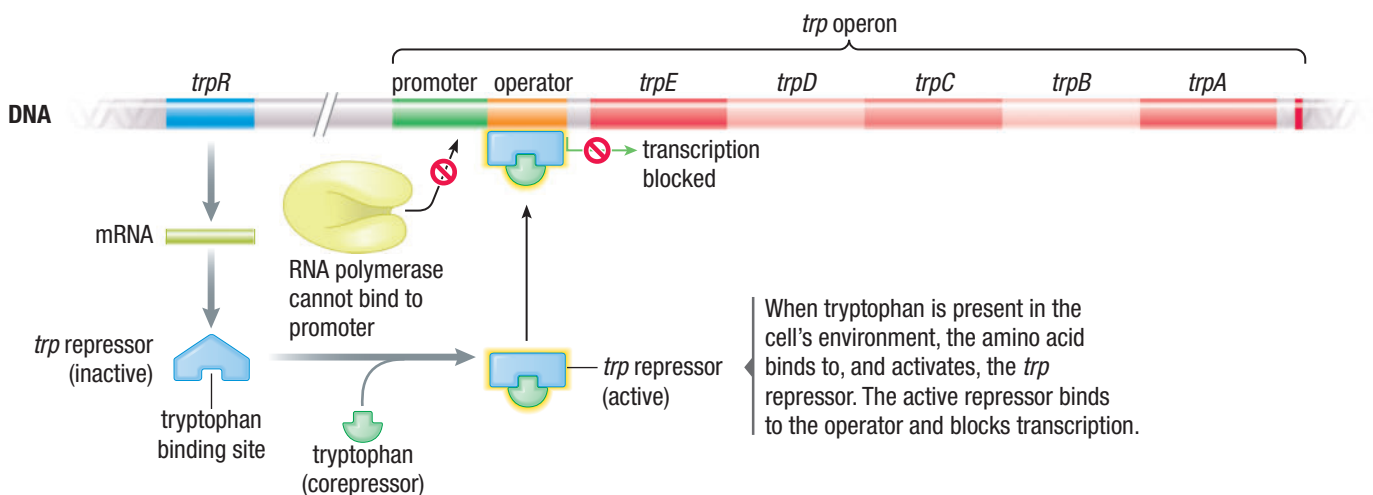 trp operon
trpR
promoter
operator
trpE
trpD
trpC
trpB
trpA
DNA
transcription
blocked
mRNA
RNA polymerase
cannot bind to
promoter
trp repressor
(inactive)
tryptophan
binding site
tryptophan
(corepressor)
trp repressor
(active)
When tryptophan is present in the
cell’s environment, the amino acid
binds to, and activates, the trp
repressor. The active repressor binds
to the operator and blocks transcription.